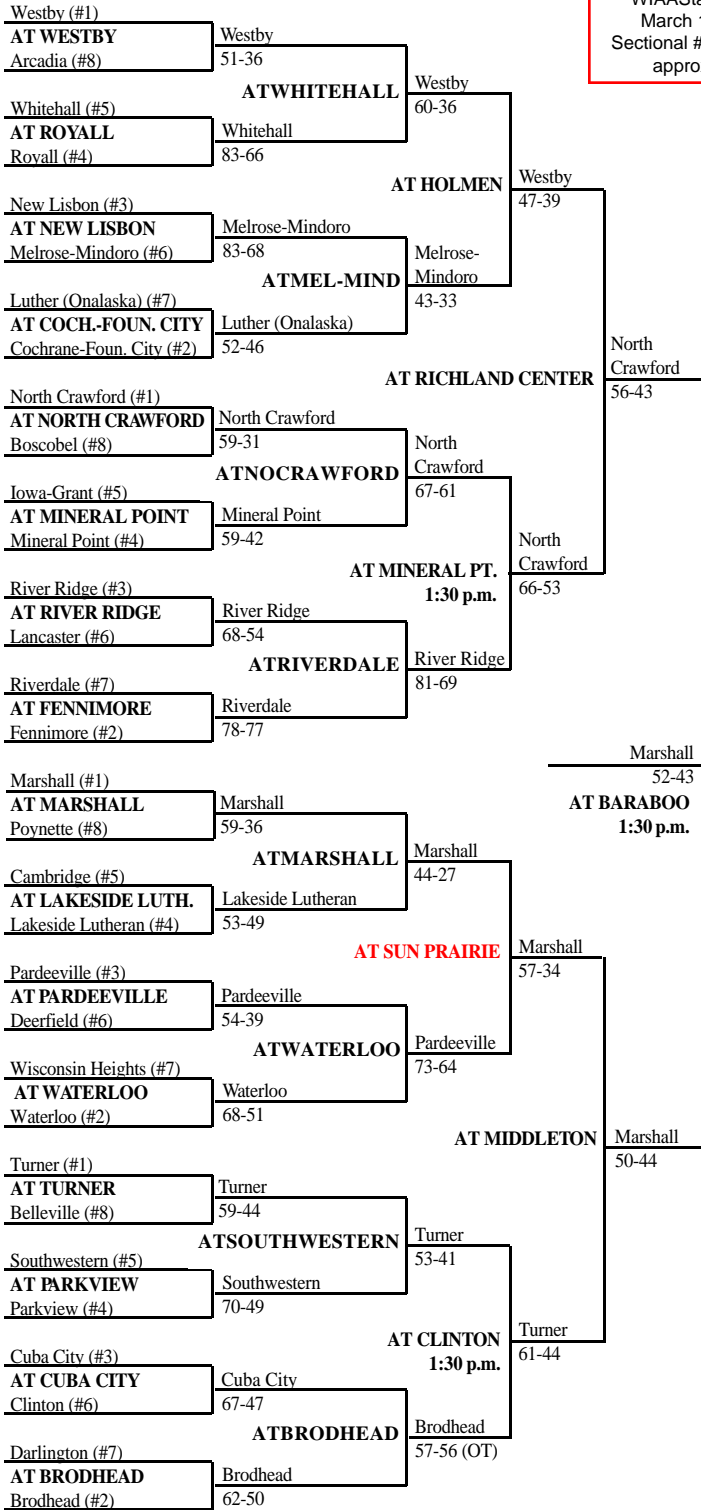 WIAASta
March 1
Sectional #
appro
Westby (#1)
AT WESTBY
Arcadia (#8)
Westby
51-36
ATWHITEHALL
Whitehall (#5)
AT ROYALL
Royall (#4)
Whitehall
83-66
Westby
60-36
AT HOLMEN
New Lisbon (#3)
AT NEW LISBON
Melrose-Mindoro (#6)
Melrose-Mindoro
83-68
ATMEL-MIND
Luther (Onalaska) (#7)
AT COCH.-FOUN. CITY
Cochrane-Foun. City (#2)
Luther (Onalaska)
52-46
Melrose-
Mindoro
43-33
Westby
47-39
AT RICHLAND CENTER
North Crawford (#1)
AT NORTH CRAWFORD
Boscobel (#8)
North Crawford
59-31
ATNOCRAWFORD
Iowa-Grant (#5)
AT MINERAL POINT
Mineral Point (#4)
Mineral Point
59-42
North
Crawford
67-61
AT MINERAL PT.
1:30 p.m.
River Ridge (#3)
AT RIVER RIDGE
Lancaster (#6)
River Ridge
68-54
ATRIVERDALE
Riverdale (#7)
AT FENNIMORE
Fennimore (#2)
Riverdale
78-77
River Ridge
81-69
North
Crawford
66-53
North
Crawford
56-43
Marshall
52-43
AT BARABOO
1:30 p.m.
Marshall (#1)
AT MARSHALL
Poynette (#8)
Marshall
59-36
ATMARSHALL
Cambridge (#5)
AT LAKESIDE LUTH.
Lakeside Lutheran (#4)
Lakeside Lutheran
53-49
Marshall
44-27
AT SUN PRAIRIE
Pardeeville (#3)
AT PARDEEVILLE
Deerfield (#6)
Pardeeville
54-39
ATWATERLOO
Wisconsin Heights (#7)
AT WATERLOO
Waterloo (#2)
Waterloo
68-51
Pardeeville
73-64
Marshall
57-34
AT MIDDLETON
Turner (#1)
AT TURNER
Belleville (#8)
Turner
59-44
ATSOUTHWESTERN
Southwestern (#5)
AT PARKVIEW
Parkview (#4)
Southwestern
70-49
Turner
53-41
AT CLINTON
1:30 p.m.
Cuba City (#3)
AT CUBA CITY
Clinton (#6)
Cuba City
67-47
ATBRODHEAD
Darlington (#7)
AT BRODHEAD
Brodhead (#2)
Brodhead
62-50
Brodhead
57-56 (OT)
Turner
61-44
Marshall
50-44